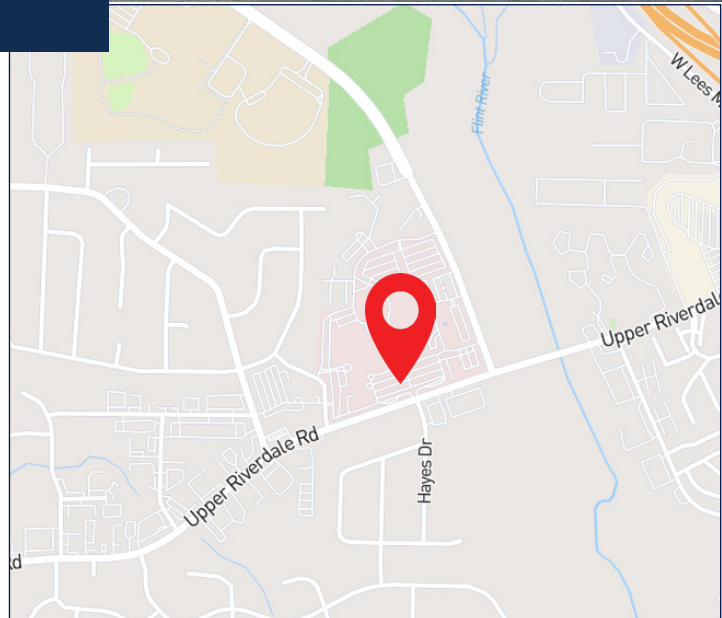 Flint River
W Lees M
Upper Riverdale
Upper Riverdale Rd
Hayes Dr
Rd